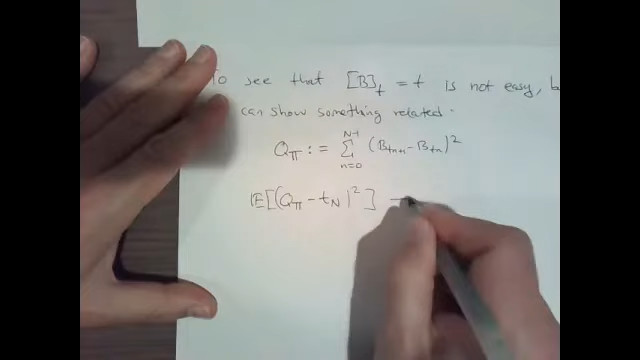 To see that [B]_t = t is not easy, b
can show something related.
Q_π := Σ_{n=0}^{N-1} (B_{t_{n+1}} - B_{t_n})^2
𝔼[(Q_π - t_N)^2] →